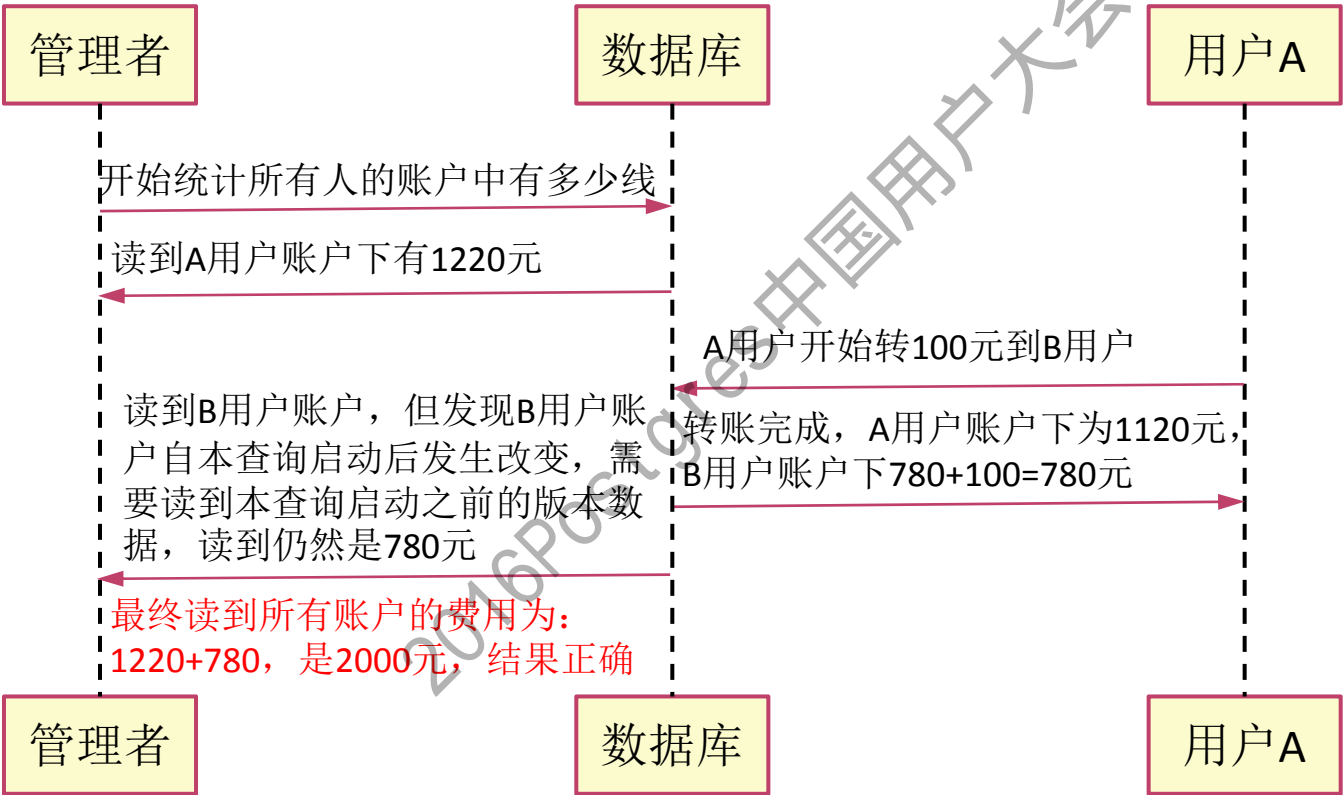 管理者
数据库
用户A
开始统计所有人的账户中有多少线
读到A用户账户下有1220元
A用户开始转100元到B用户
转账完成，A用户账户下为1120元，
B用户账户下780+100=780元
读到B用户账户，但发现B用户账
户自本查询启动后发生改变，需
要读到本查询启动之前的版本数
据，读到仍然是780元
最终读到所有账户的费用为：
1220+780，是2000元，结果正确
管理者
数据库
用户A
2016Postgres中国用户大会